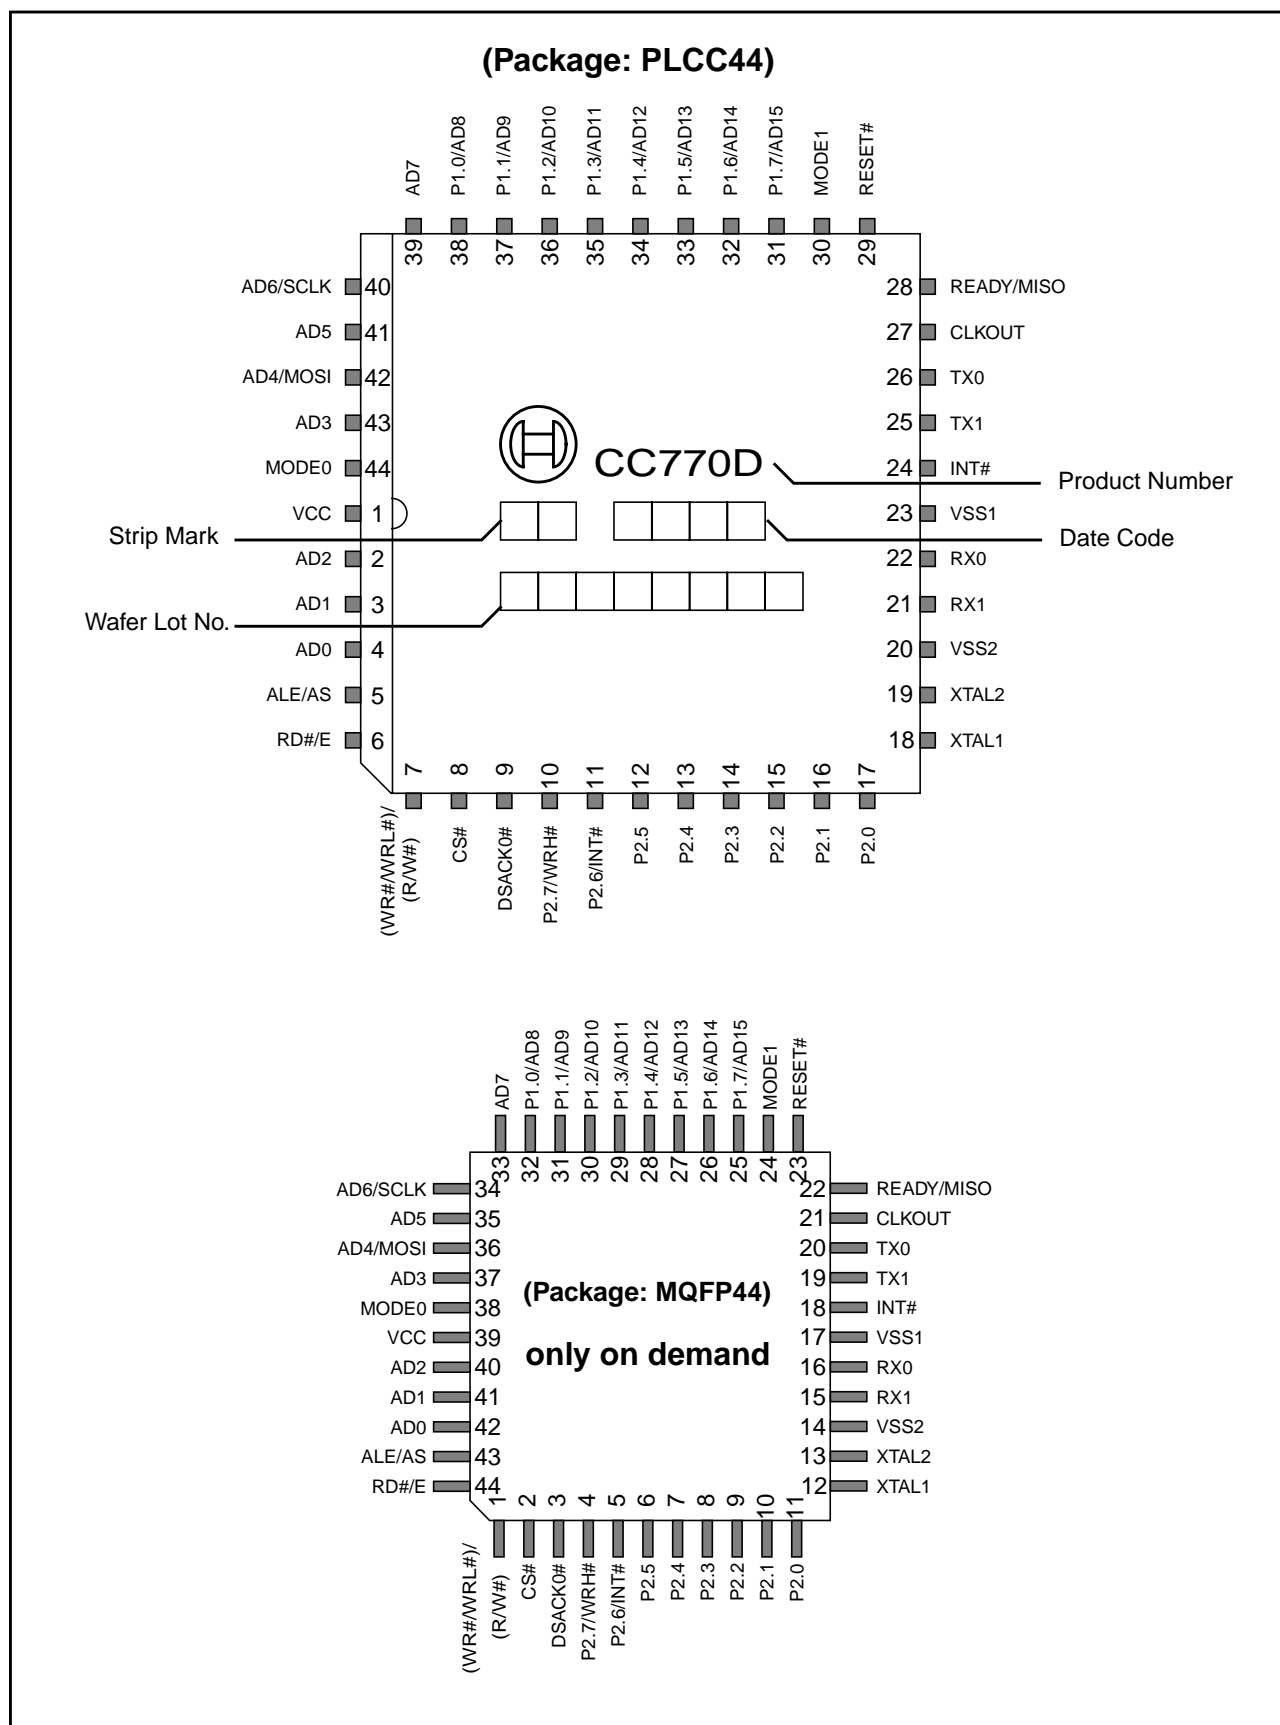 (Package: PLCC44)
AD7
P1.0/AD8
P1.1/AD9
P1.2/AD10
P1.3/AD11
P1.4/AD12
P1.5/AD13
P1.6/AD14
P1.7/AD15
MODE1
RESET#
39
38
37
36
35
34
33
32
31
30
29
AD6/SCLK 40
AD5 41
AD4/MOSI 42
AD3 43
MODE0 44
VCC 1
AD2 2
AD1 3
AD0 4
ALE/AS 5
RD#/E 6
28 READY/MISO
27 CLKOUT
26 TX0
25 TX1
24 INT#
23 VSS1
22 RX0
21 RX1
20 VSS2
19 XTAL2
18 XTAL1
CC770D
Product Number
Strip Mark
Date Code
Wafer Lot No.
7
8
9
10
11
12
13
14
15
16
17
(WR#/WRL#)/
(R/W#)
CS#
DSACK0#
P2.7/WRH#
P2.6/INT#
P2.5
P2.4
P2.3
P2.2
P2.1
P2.0
AD7
P1.0/AD8
P1.1/AD9
P1.2/AD10
P1.3/AD11
P1.4/AD12
P1.5/AD13
P1.6/AD14
P1.7/AD15
MODE1
RESET#
33
32
31
30
29
28
27
26
25
24
23
AD6/SCLK 34
AD5 35
AD4/MOSI 36
AD3 37
MODE0 38
VCC 39
AD2 40
AD1 41
AD0 42
ALE/AS 43
RD#/E 44
22 READY/MISO
21 CLKOUT
20 TX0
19 TX1
18 INT#
17 VSS1
16 RX0
15 RX1
14 VSS2
13 XTAL2
12 XTAL1
(Package: MQFP44)
only on demand
1
2
3
4
5
6
7
8
9
10
11
(WR#/WRL#)/
(R/W#)
CS#
DSACK0#
P2.7/WRH#
P2.6/INT#
P2.5
P2.4
P2.3
P2.2
P2.1
P2.0